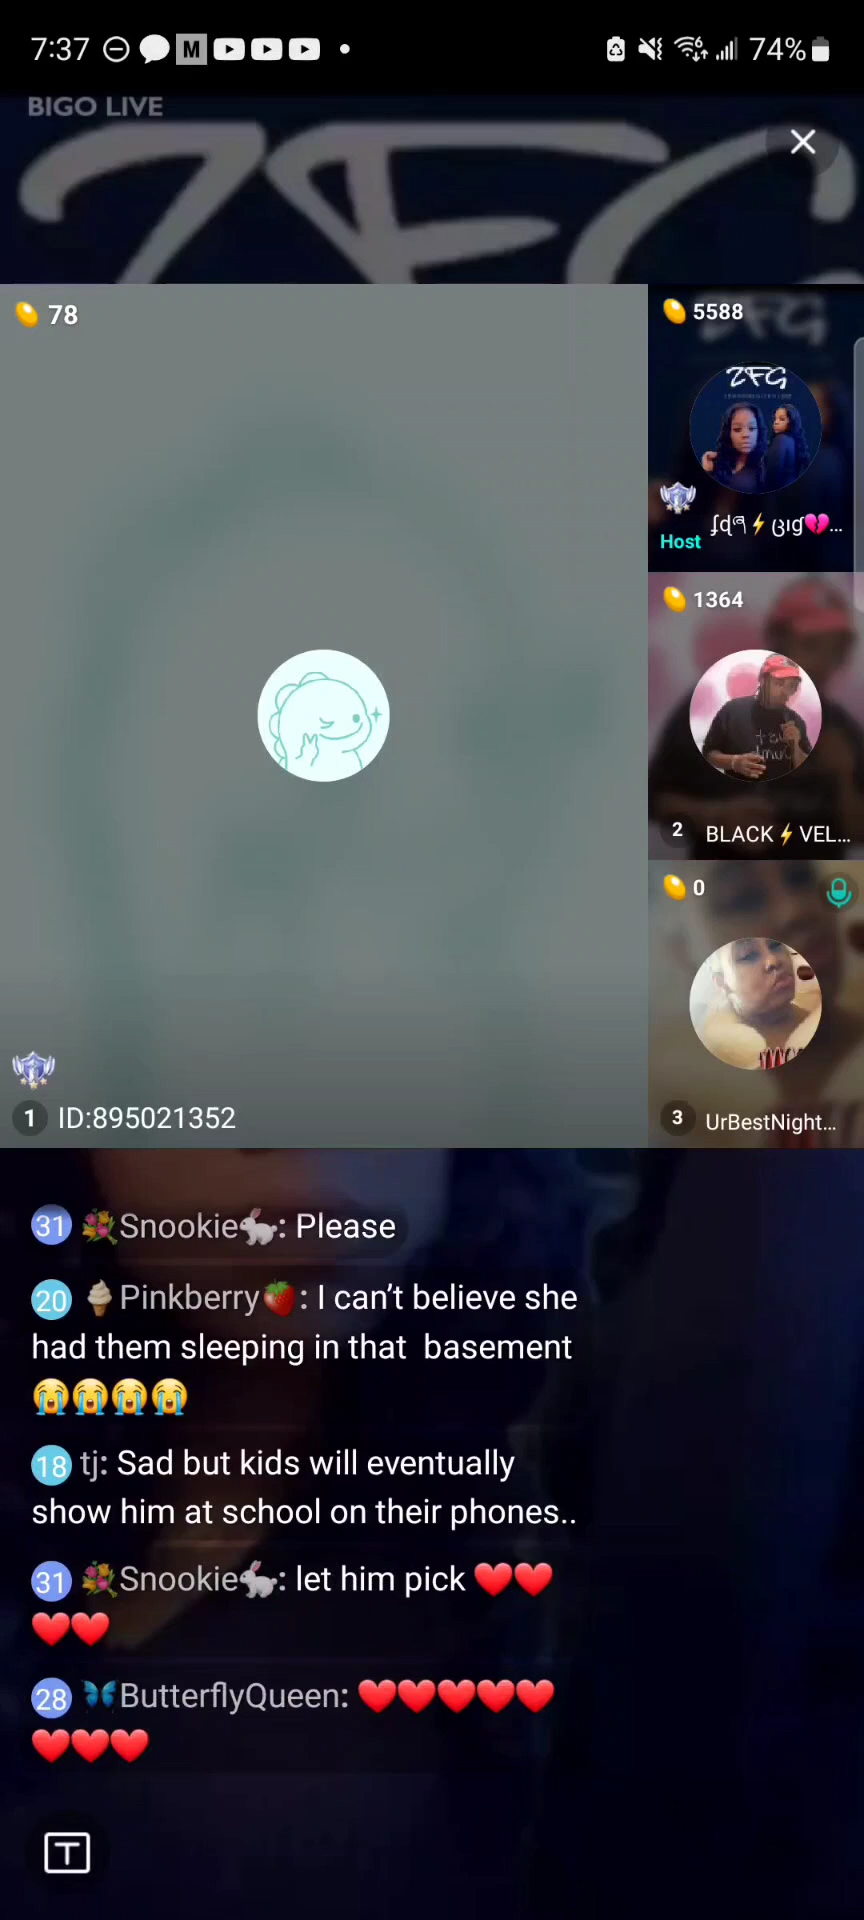 7:37 M 74%
BIGO LIVE
ZFG
78
5588
ZFG
Host
1364
2 BLACK⚡VEL...
0
3 UrBestNight...
1 ID:895021352
31 💐Snookie🐇: Please
20 🍦Pinkberry🍓: I can’t believe she
had them sleeping in that basement
😭😭😭😭
18 tj: Sad but kids will eventually
show him at school on their phones..
31 💐Snookie🐇: let him pick ❤️❤️
❤️❤️
28 🦋ButterflyQueen: ❤️❤️❤️❤️❤️
❤️❤️❤️
T